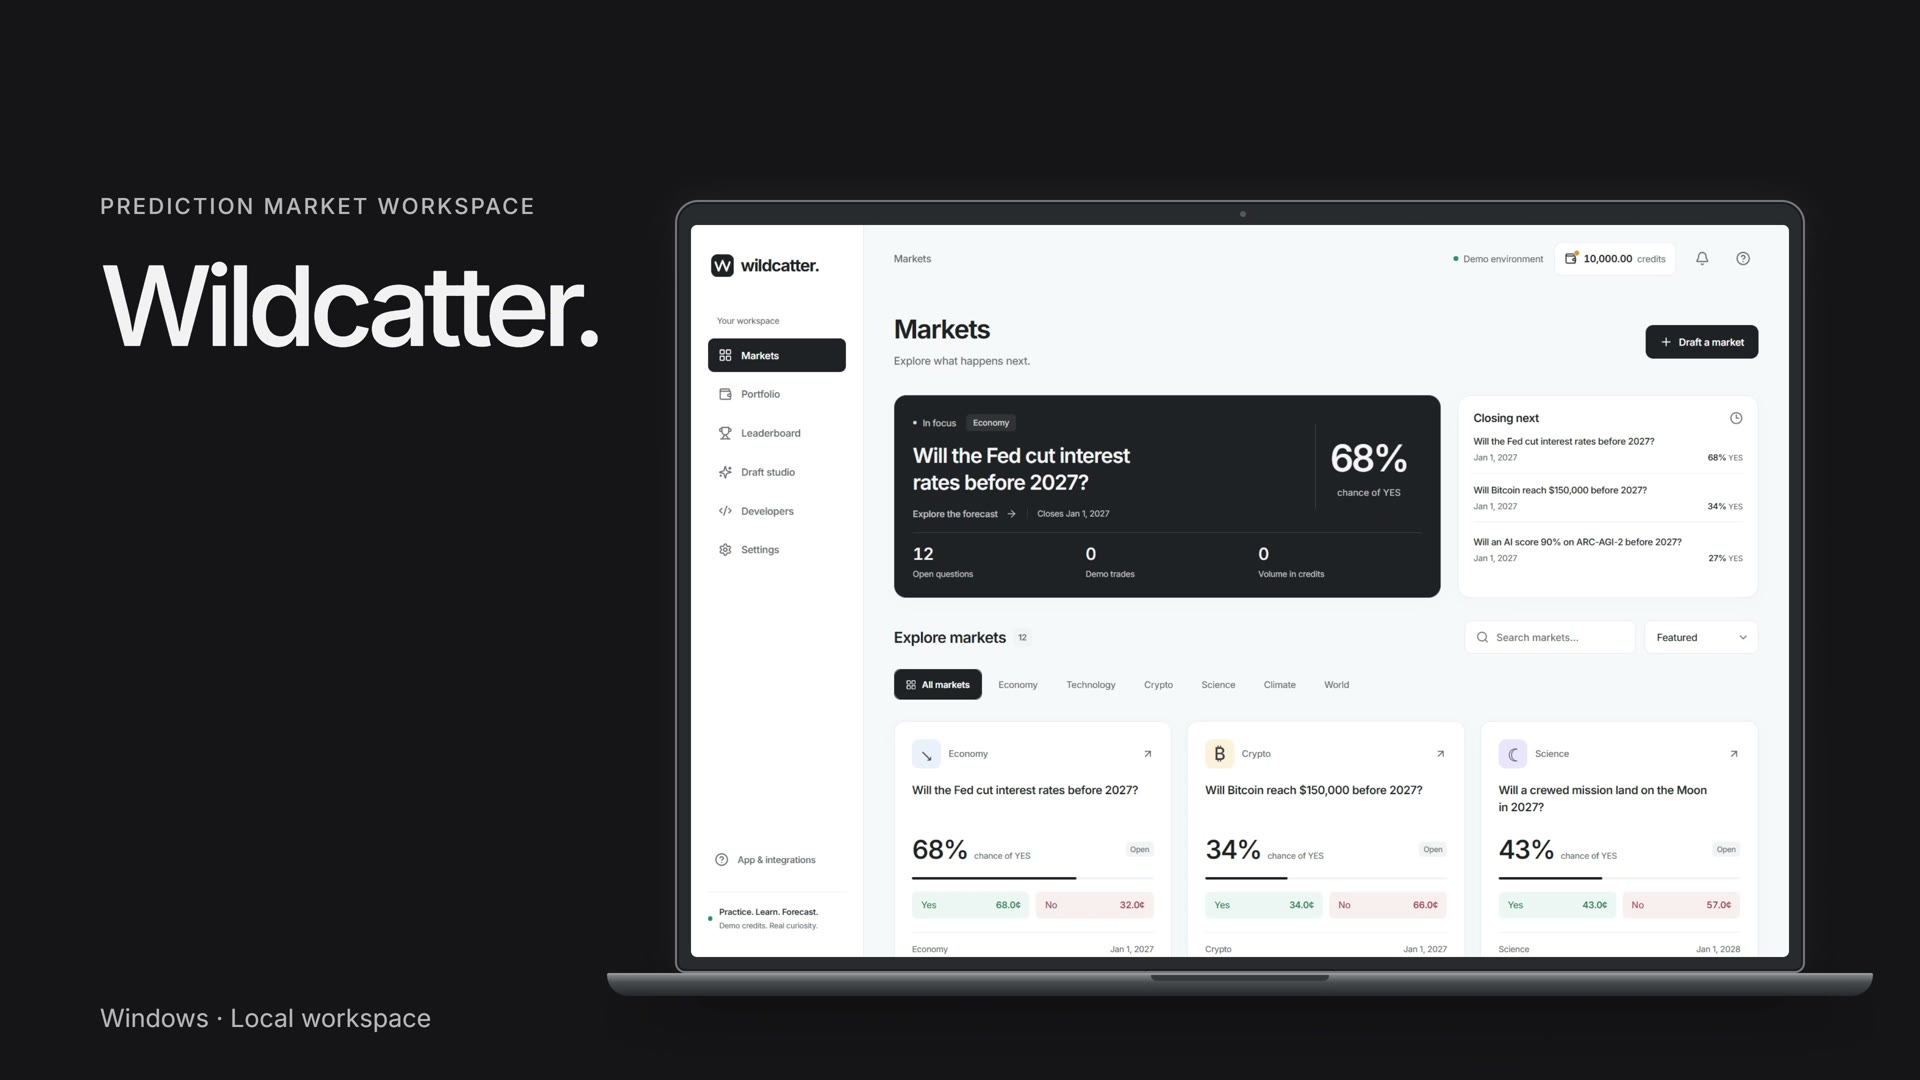 PREDICTION MARKET WORKSPACE
Wildcatter.
Windows · Local workspace
W wildcatter.
Your workspace
Markets
Portfolio
Leaderboard
Draft studio
Developers
Settings
App & integrations
Practice. Learn. Forecast.
Demo credits. Real curiosity.
Markets
Demo environment
10,000.00 credits
Markets
Explore what happens next.
Draft a market
In focus
Economy
Will the Fed cut interest
rates before 2027?
Explore the forecast
Closes Jan 1, 2027
68%
chance of YES
12
Open questions
0
Demo trades
0
Volume in credits
Closing next
Will the Fed cut interest rates before 2027?
Jan 1, 2027 68% YES
Will Bitcoin reach $150,000 before 2027?
Jan 1, 2027 34% YES
Will an AI score 90% on ARC-AGI-2 before 2027?
Jan 1, 2027 27% YES
Explore markets 12
Search markets...
Featured
All markets Economy Technology Crypto Science Climate World
Economy
Will the Fed cut interest rates before 2027?
68% chance of YES Open
Yes 68.0¢ No 32.0¢
Economy Jan 1, 2027
Crypto
Will Bitcoin reach $150,000 before 2027?
34% chance of YES Open
Yes 34.0¢ No 66.0¢
Crypto Jan 1, 2027
Science
Will a crewed mission land on the Moon
in 2027?
43% chance of YES Open
Yes 43.0¢ No 57.0¢
Science Jan 1, 2028